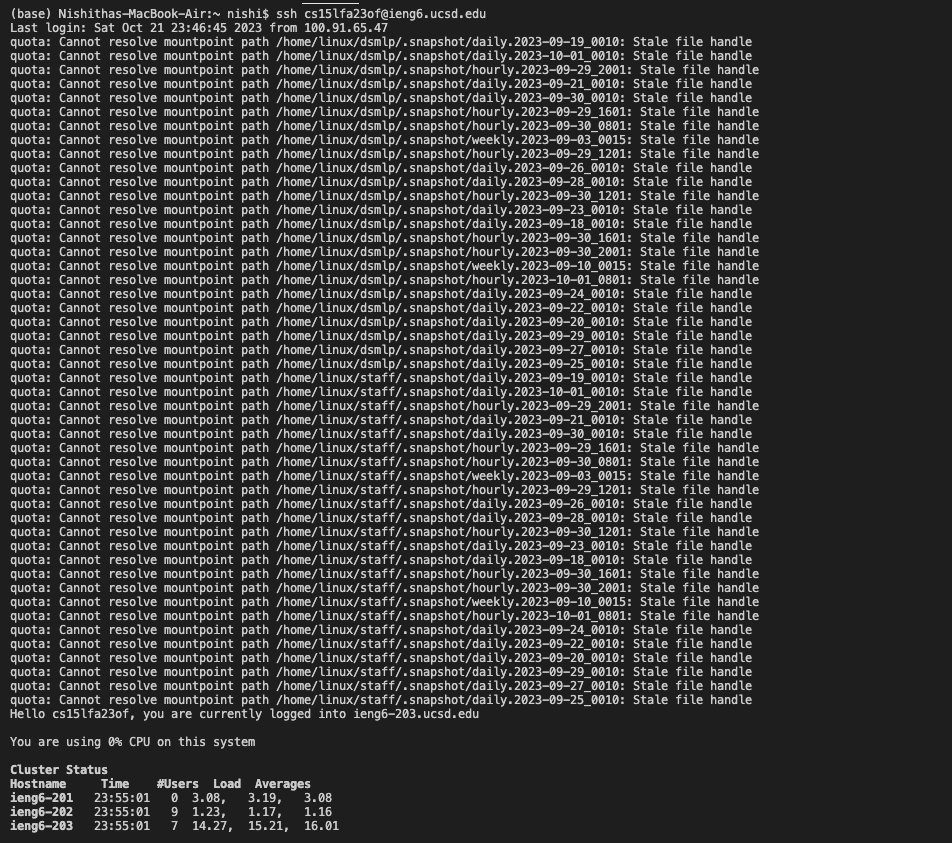 (base) Nishithas-MacBook-Air:~ nishi$ ssh cs15lfa23of@ieng6.ucsd.edu
Last login: Sat Oct 21 23:46:45 2023 from 100.91.65.47
quota: Cannot resolve mountpoint path /home/linux/dsmlp/.snapshot/daily.2023-09-19_0010: Stale file handle
quota: Cannot resolve mountpoint path /home/linux/dsmlp/.snapshot/daily.2023-10-01_0010: Stale file handle
quota: Cannot resolve mountpoint path /home/linux/dsmlp/.snapshot/hourly.2023-09-29_2001: Stale file handle
quota: Cannot resolve mountpoint path /home/linux/dsmlp/.snapshot/daily.2023-09-21_0010: Stale file handle
quota: Cannot resolve mountpoint path /home/linux/dsmlp/.snapshot/daily.2023-09-30_0010: Stale file handle
quota: Cannot resolve mountpoint path /home/linux/dsmlp/.snapshot/hourly.2023-09-29_1601: Stale file handle
quota: Cannot resolve mountpoint path /home/linux/dsmlp/.snapshot/hourly.2023-09-30_0801: Stale file handle
quota: Cannot resolve mountpoint path /home/linux/dsmlp/.snapshot/weekly.2023-09-03_0015: Stale file handle
quota: Cannot resolve mountpoint path /home/linux/dsmlp/.snapshot/hourly.2023-09-29_1201: Stale file handle
quota: Cannot resolve mountpoint path /home/linux/dsmlp/.snapshot/daily.2023-09-26_0010: Stale file handle
quota: Cannot resolve mountpoint path /home/linux/dsmlp/.snapshot/daily.2023-09-28_0010: Stale file handle
quota: Cannot resolve mountpoint path /home/linux/dsmlp/.snapshot/hourly.2023-09-30_1201: Stale file handle
quota: Cannot resolve mountpoint path /home/linux/dsmlp/.snapshot/daily.2023-09-23_0010: Stale file handle
quota: Cannot resolve mountpoint path /home/linux/dsmlp/.snapshot/daily.2023-09-18_0010: Stale file handle
quota: Cannot resolve mountpoint path /home/linux/dsmlp/.snapshot/hourly.2023-09-30_1601: Stale file handle
quota: Cannot resolve mountpoint path /home/linux/dsmlp/.snapshot/hourly.2023-09-30_2001: Stale file handle
quota: Cannot resolve mountpoint path /home/linux/dsmlp/.snapshot/weekly.2023-09-10_0015: Stale file handle
quota: Cannot resolve mountpoint path /home/linux/dsmlp/.snapshot/hourly.2023-10-01_0801: Stale file handle
quota: Cannot resolve mountpoint path /home/linux/dsmlp/.snapshot/daily.2023-09-24_0010: Stale file handle
quota: Cannot resolve mountpoint path /home/linux/dsmlp/.snapshot/daily.2023-09-22_0010: Stale file handle
quota: Cannot resolve mountpoint path /home/linux/dsmlp/.snapshot/daily.2023-09-20_0010: Stale file handle
quota: Cannot resolve mountpoint path /home/linux/dsmlp/.snapshot/daily.2023-09-29_0010: Stale file handle
quota: Cannot resolve mountpoint path /home/linux/dsmlp/.snapshot/daily.2023-09-27_0010: Stale file handle
quota: Cannot resolve mountpoint path /home/linux/dsmlp/.snapshot/daily.2023-09-25_0010: Stale file handle
quota: Cannot resolve mountpoint path /home/linux/staff/.snapshot/daily.2023-09-19_0010: Stale file handle
quota: Cannot resolve mountpoint path /home/linux/staff/.snapshot/daily.2023-10-01_0010: Stale file handle
quota: Cannot resolve mountpoint path /home/linux/staff/.snapshot/hourly.2023-09-29_2001: Stale file handle
quota: Cannot resolve mountpoint path /home/linux/staff/.snapshot/daily.2023-09-21_0010: Stale file handle
quota: Cannot resolve mountpoint path /home/linux/staff/.snapshot/daily.2023-09-30_0010: Stale file handle
quota: Cannot resolve mountpoint path /home/linux/staff/.snapshot/hourly.2023-09-29_1601: Stale file handle
quota: Cannot resolve mountpoint path /home/linux/staff/.snapshot/hourly.2023-09-30_0801: Stale file handle
quota: Cannot resolve mountpoint path /home/linux/staff/.snapshot/weekly.2023-09-03_0015: Stale file handle
quota: Cannot resolve mountpoint path /home/linux/staff/.snapshot/hourly.2023-09-29_1201: Stale file handle
quota: Cannot resolve mountpoint path /home/linux/staff/.snapshot/daily.2023-09-26_0010: Stale file handle
quota: Cannot resolve mountpoint path /home/linux/staff/.snapshot/daily.2023-09-28_0010: Stale file handle
quota: Cannot resolve mountpoint path /home/linux/staff/.snapshot/hourly.2023-09-30_1201: Stale file handle
quota: Cannot resolve mountpoint path /home/linux/staff/.snapshot/daily.2023-09-23_0010: Stale file handle
quota: Cannot resolve mountpoint path /home/linux/staff/.snapshot/daily.2023-09-18_0010: Stale file handle
quota: Cannot resolve mountpoint path /home/linux/staff/.snapshot/hourly.2023-09-30_1601: Stale file handle
quota: Cannot resolve mountpoint path /home/linux/staff/.snapshot/hourly.2023-09-30_2001: Stale file handle
quota: Cannot resolve mountpoint path /home/linux/staff/.snapshot/weekly.2023-09-10_0015: Stale file handle
quota: Cannot resolve mountpoint path /home/linux/staff/.snapshot/hourly.2023-10-01_0801: Stale file handle
quota: Cannot resolve mountpoint path /home/linux/staff/.snapshot/daily.2023-09-24_0010: Stale file handle
quota: Cannot resolve mountpoint path /home/linux/staff/.snapshot/daily.2023-09-22_0010: Stale file handle
quota: Cannot resolve mountpoint path /home/linux/staff/.snapshot/daily.2023-09-20_0010: Stale file handle
quota: Cannot resolve mountpoint path /home/linux/staff/.snapshot/daily.2023-09-29_0010: Stale file handle
quota: Cannot resolve mountpoint path /home/linux/staff/.snapshot/daily.2023-09-27_0010: Stale file handle
quota: Cannot resolve mountpoint path /home/linux/staff/.snapshot/daily.2023-09-25_0010: Stale file handle
Hello cs15lfa23of, you are currently logged into ieng6-203.ucsd.edu
You are using 0% CPU on this system
Cluster Status
Hostname     Time    #Users  Load  Averages
ieng6-201   23:55:01   0  3.08,   3.19,   3.08
ieng6-202   23:55:01   9  1.23,   1.17,   1.16
ieng6-203   23:55:01   7  14.27,  15.21,  16.01